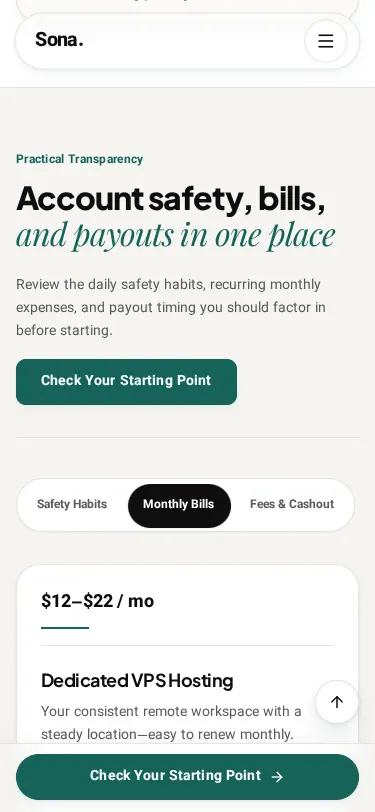 Sona.
Practical Transparency
Account safety, bills,
and payouts in one place
Review the daily safety habits, recurring monthly
expenses, and payout timing you should factor in
before starting.
Check Your Starting Point
Safety Habits
Monthly Bills
Fees & Cashout
$12–$22 / mo
Dedicated VPS Hosting
Your consistent remote workspace with a
steady location—easy to renew monthly.
Check Your Starting Point →